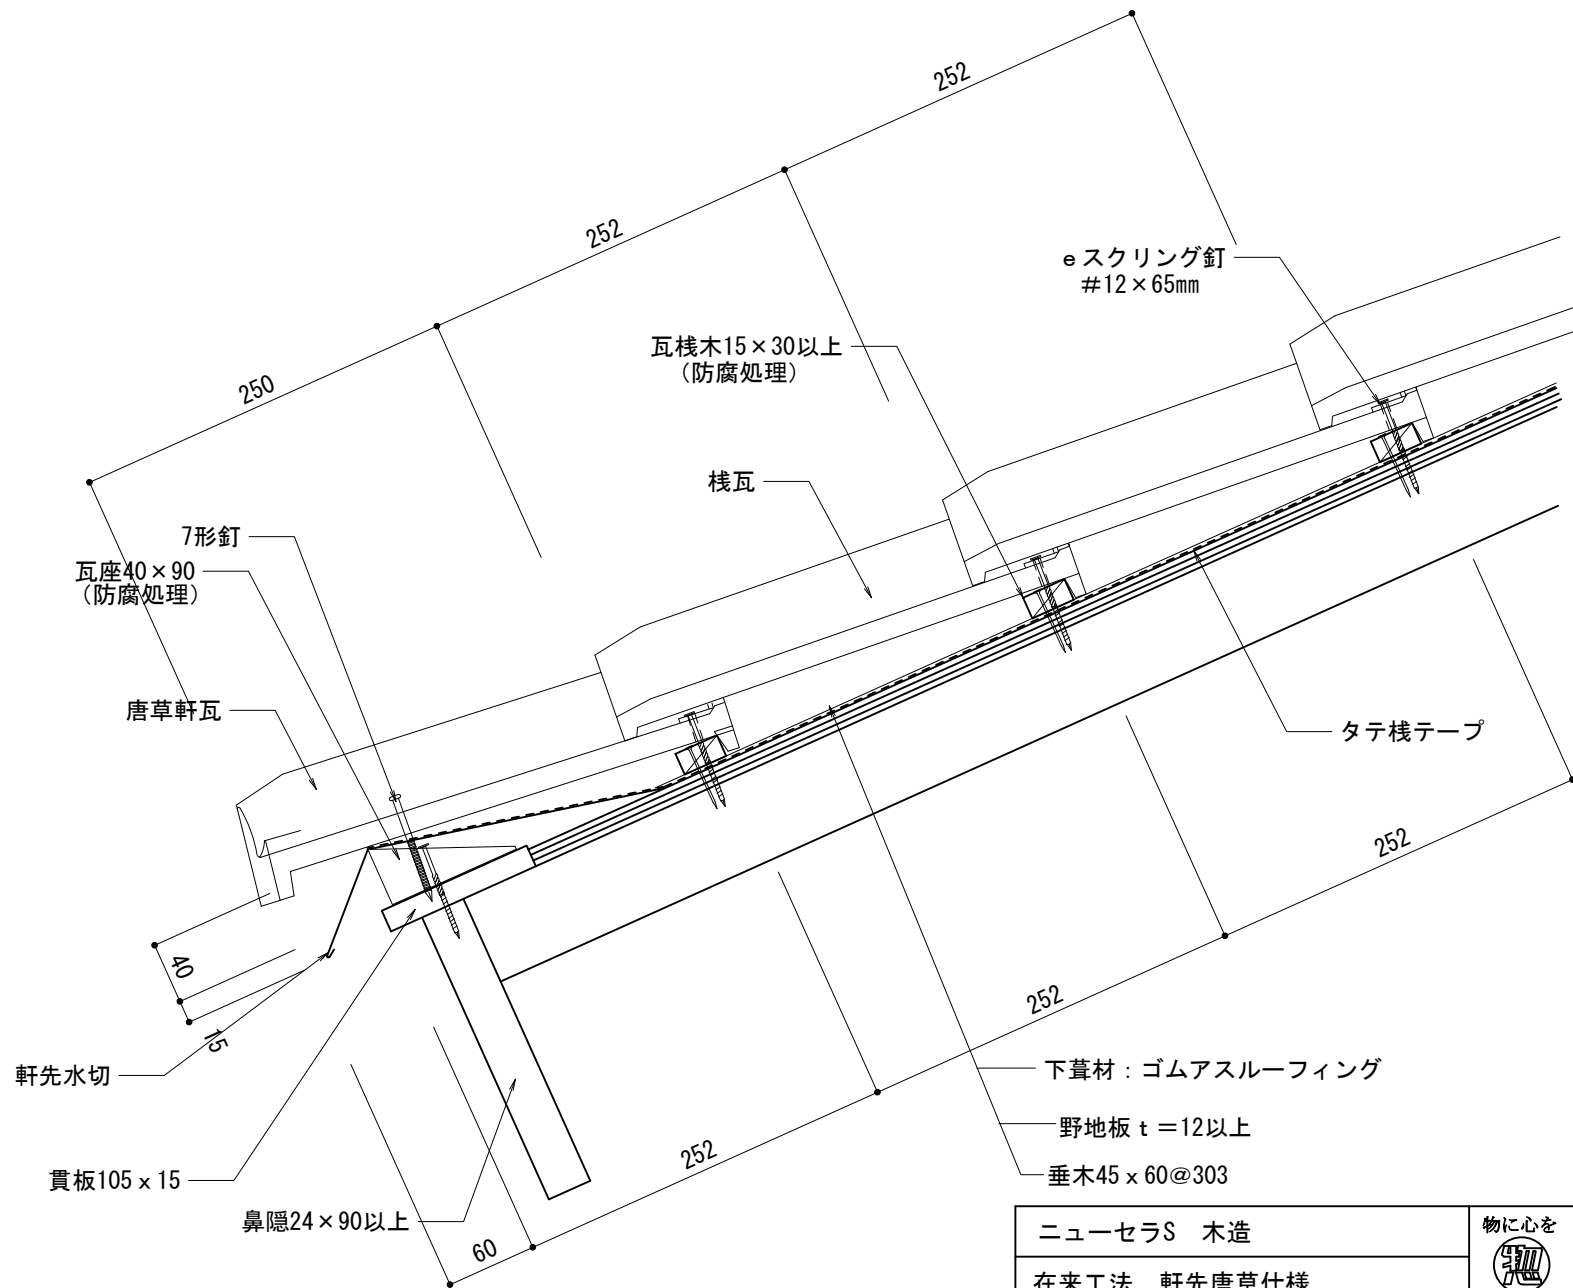 252
252
eスクリング釘
#12×65mm
瓦桟木15×30以上
（防腐処理）
250
桟瓦
7形釘
瓦座40×90
（防腐処理）
唐草軒瓦
タテ桟テープ
252
40
15
252
軒先水切
下葺材：ゴムアスルーフィング
野地板ｔ＝12以上
252
貫板105ｘ15
垂木45ｘ60@303
鼻隠24×90以上
60
ニューセラS　木造
物に心を
在来工法　軒先唐草仕様